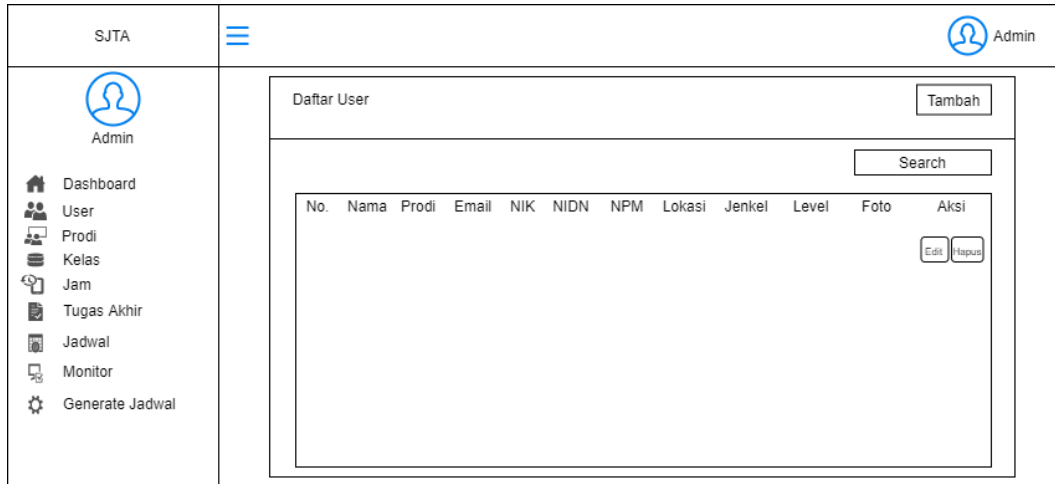 SJTA
Admin
Admin
Dashboard
User
Prodi
Kelas
Jam
Tugas Akhir
Jadwal
Monitor
Generate Jadwal
Daftar User
Tambah
Search
No. Nama Prodi Email NIK NIDN NPM Lokasi Jenkel Level Foto Aksi
Edit Hapus